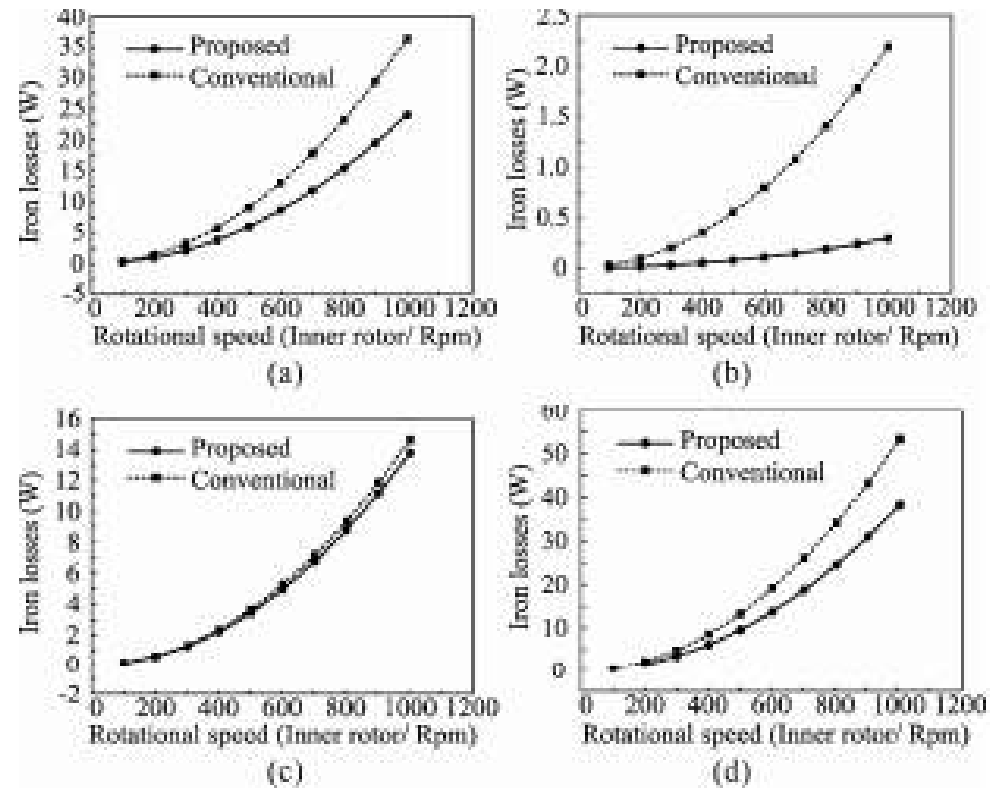 40
35
30
25
20
15
10
5
0
-5
Iron losses (W)
Proposed
Conventional
0 200 400 600 800 1000 1200
Rotational speed (Inner rotor/ Rpm)
(a)
2.5
2.0
1.5
1.0
0.5
0
Iron losses (W)
Proposed
Conventional
0 200 400 600 800 1000 1200
Rotational speed (Inner rotor/ Rpm)
(b)
16
14
12
10
8
6
4
2
0
-2
Iron losses (W)
Proposed
Conventional
0 200 400 600 800 1000 1200
Rotational speed (Inner rotor/ Rpm)
(c)
60
50
40
30
20
10
0
Iron losses (W)
Proposed
Conventional
0 200 400 600 800 1000 1200
Rotational speed (Inner rotor/ Rpm)
(d)